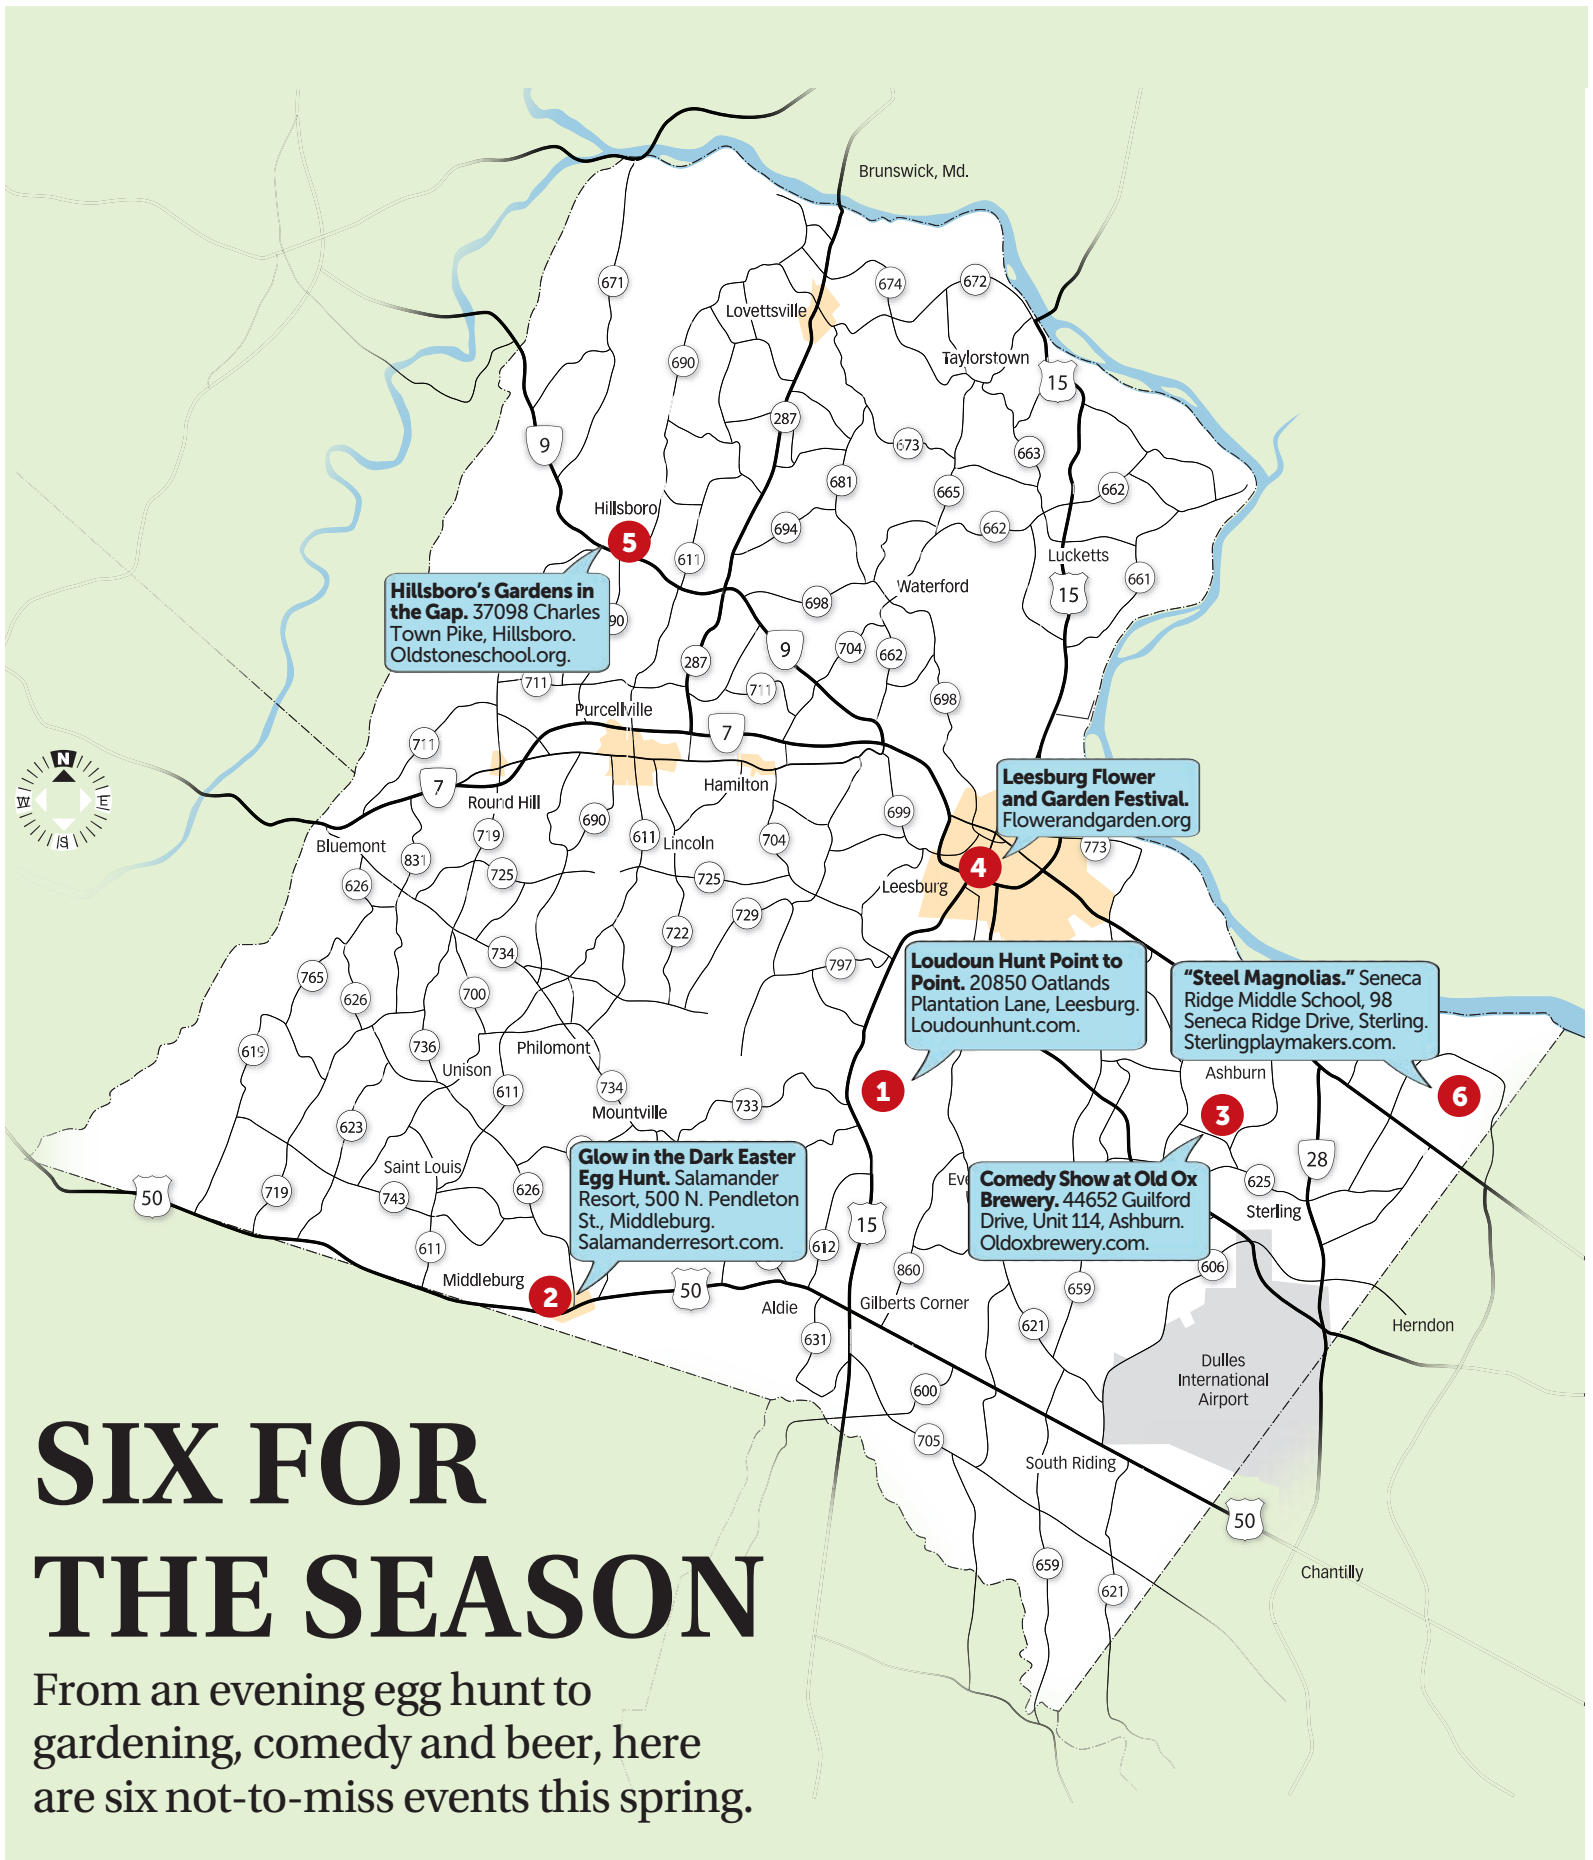 Brunswick, Md.
671
674
672
Lovettsville
690
Taylorstown
15
287
9
673
663
681
665
662
Hillsboro
694
662
5
611
Lucketts
661
Hillsboro's Gardens in
the Gap. 37098 Charles
Town Pike, Hillsboro.
Oldstoneschool.org.
90
698
Waterford
15
9
704
662
287
711
711
698
Purcellville
7
711
N
W
E
S
7
Round Hill
Hamilton
Leesburg Flower
and Garden Festival.
Flowerandgarden.org
699
690
719
611
Lincoln
704
773
Bluemont
831
4
626
725
725
Leesburg
729
722
734
797
765
626
700
Loudoun Hunt Point to
Point. 20850 Oatlands
Plantation Lane, Leesburg.
Loudounhunt.com.
"Steel Magnolias." Seneca
Ridge Middle School, 98
Seneca Ridge Drive, Sterling.
Sterlingplaymakers.com.
619
736
Philomont
Unison
611
734
1
Ashburn
6
Mountville
733
3
623
Saint Louis
Glow in the Dark Easter
Egg Hunt. Salamander
Resort, 500 N. Pendleton
St., Middleburg.
Salamanderresort.com.
Eve
Comedy Show at Old Ox
Brewery. 44652 Guilford
Drive, Unit 114, Ashburn.
Oldoxbrewery.com.
28
625
Sterling
50
719
743
626
15
611
612
860
606
Middleburg
2
50
659
Aldie
Gilberts Corner
621
Herndon
631
Dulles
International
Airport
600
705
South Riding
50
659
621
Chantilly
SIX FOR
THE SEASON
From an evening egg hunt to
gardening, comedy and beer, here
are six not-to-miss events this spring.